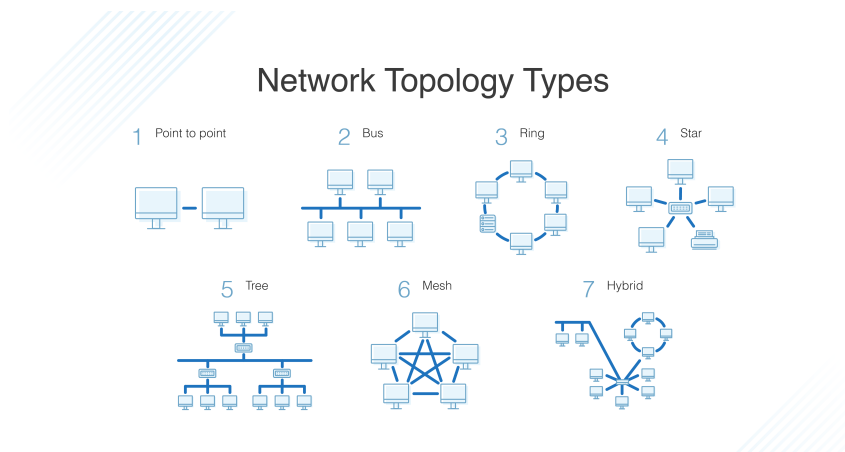 Network Topology Types
1 Point to point
2 Bus
3 Ring
4 Star
5 Tree
6 Mesh
7 Hybrid